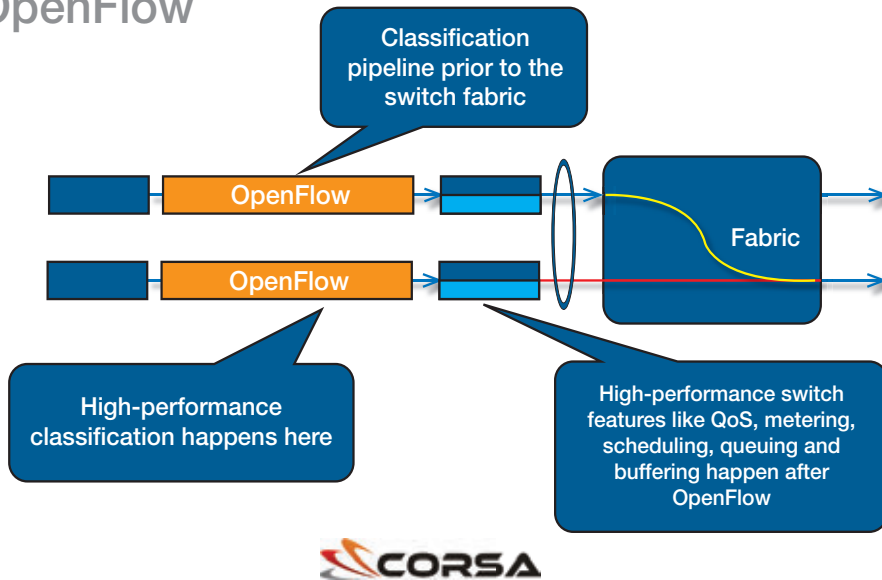 OpenFlow
Classification
pipeline prior to the
switch fabric
OpenFlow
Fabric
OpenFlow
High-performance
classification happens here
High-performance switch
features like QoS, metering,
scheduling, queuing and
buffering happen after
OpenFlow
CORSA